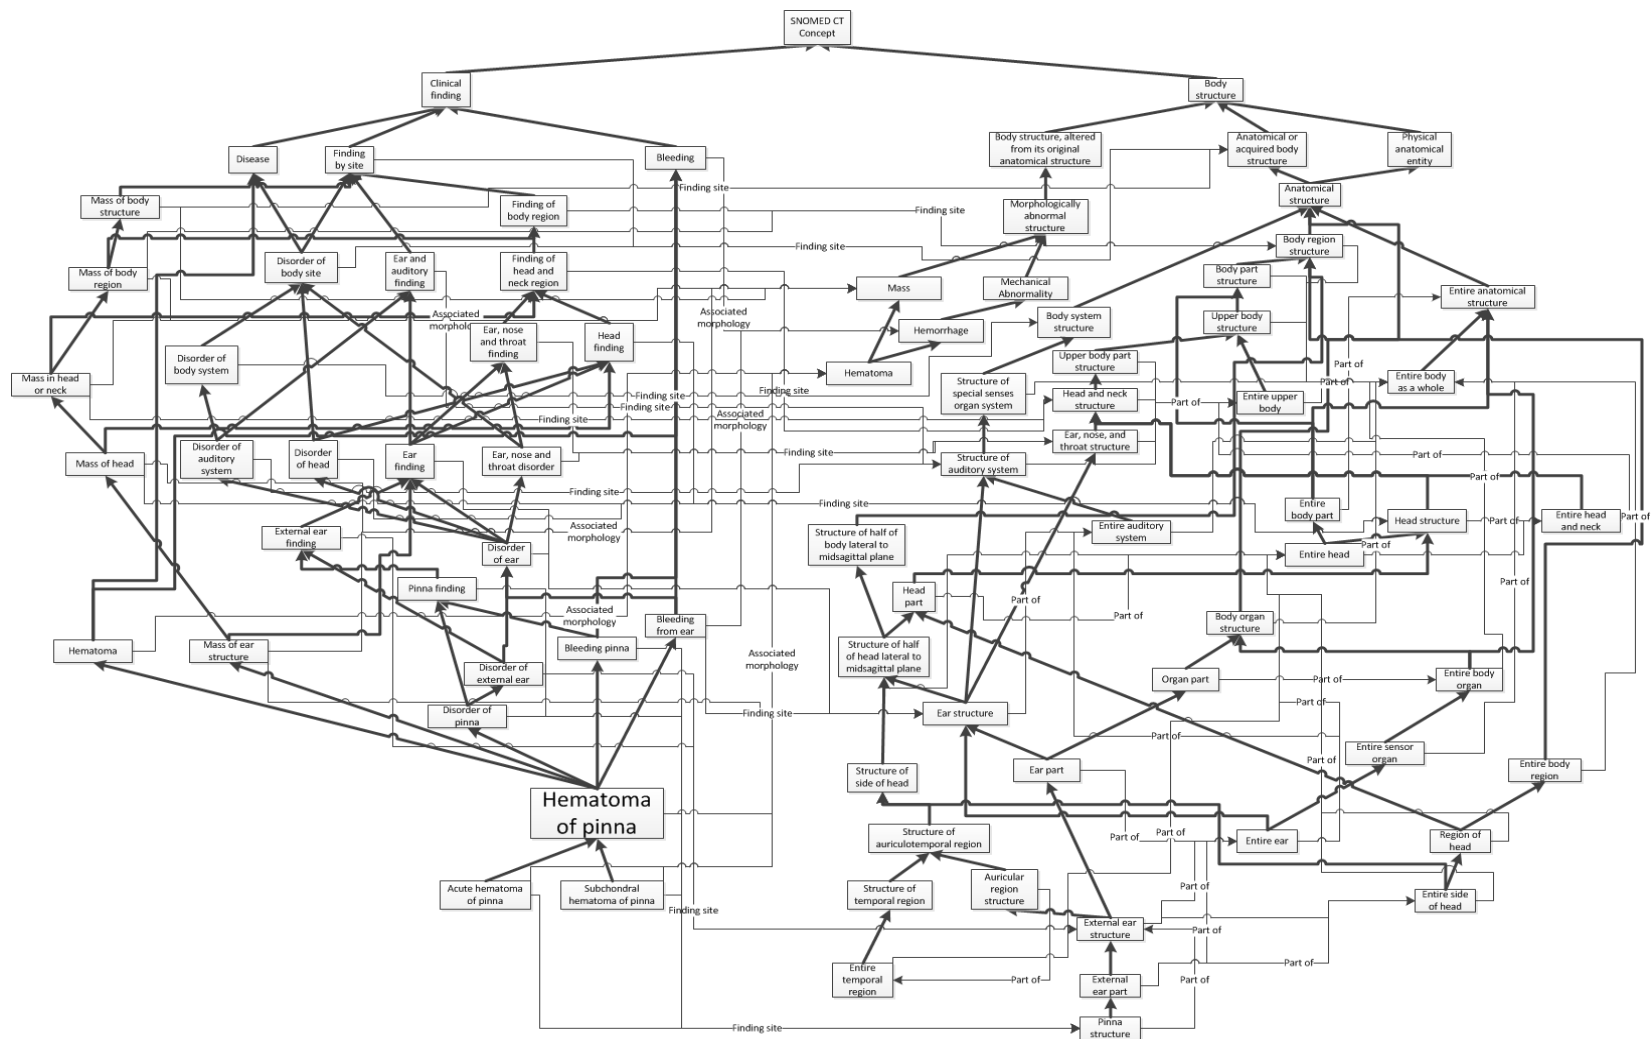 SNOMED CT
Concept
Clinical
finding
Body
structure
Disease
Finding
by site
Bleeding
Body structure, altered
from its original
anatomical structure
Anatomical or
acquired body
structure
Physical
anatomical
entity
Finding site
Mass of body
structure
Finding of
body region
Finding site
Morphologically
abnormal
structure
Anatomical
structure
Finding site
Body region
structure
Mass of body
region
Disorder of
body site
Ear and
auditory
finding
Finding of
head and
neck region
Mass
Mechanical
Abnormality
Body part
structure
Entire anatomical
structure
Associated
morpholo
Associated
morphology
Ear, nose
and throat
finding
Head
finding
Hemorrhage
Body system
structure
Upper body
structure
Disorder of
body system
Mass in head
or neck
Hematoma
Upper body part
structure
Part of
Part of
Entire body
as a whole
Finding site
Finding site
Finding site
Finding site
Associated
morphology
Structure of
special senses
organ system
Head and neck
structure
Part of
Entire upper
body
Ear, nose, and
throat structure
Mass of head
Disorder of
auditory
system
Disorder
of head
Ear
finding
Ear, nose and
throat disorder
Finding site
Structure of
auditory system
Part of
Part of
Finding site
Finding site
External ear
finding
Disorder
of ear
Associated
morphology
Structure of half of
body lateral to
midsagittal plane
Entire auditory
system
Entire
body part
Head structure
Part of
Entire head
and neck
Part of
Entire head
Part of
Pinna finding
Head
part
Part of
Part of
Part of
Associated
morphology
Bleeding
from ear
Body organ
structure
Hematoma
Mass of ear
structure
Bleeding pinna
Associated
morphology
Structure of half
of head lateral to
midsagittal plane
Disorder of
external ear
Organ part
Part of
Entire body
organ
Disorder of
pinna
Finding site
Ear structure
Part of
Part of
Entire sensor
organ
Part of
Structure of
side of head
Ear part
Entire body
region
Hematoma
of pinna
Structure of
auriculotemporal region
Part of
Part of
Entire ear
Region of
head
Acute hematoma
of pinna
Subchondral
hematoma of pinna
Finding site
Structure of
temporal region
Auricular
region
structure
Part of
Entire side
of head
External ear
structure
Part of
Part of
Entire
temporal
region
Part of
External
ear part
Part of
Finding site
Pinna
structure